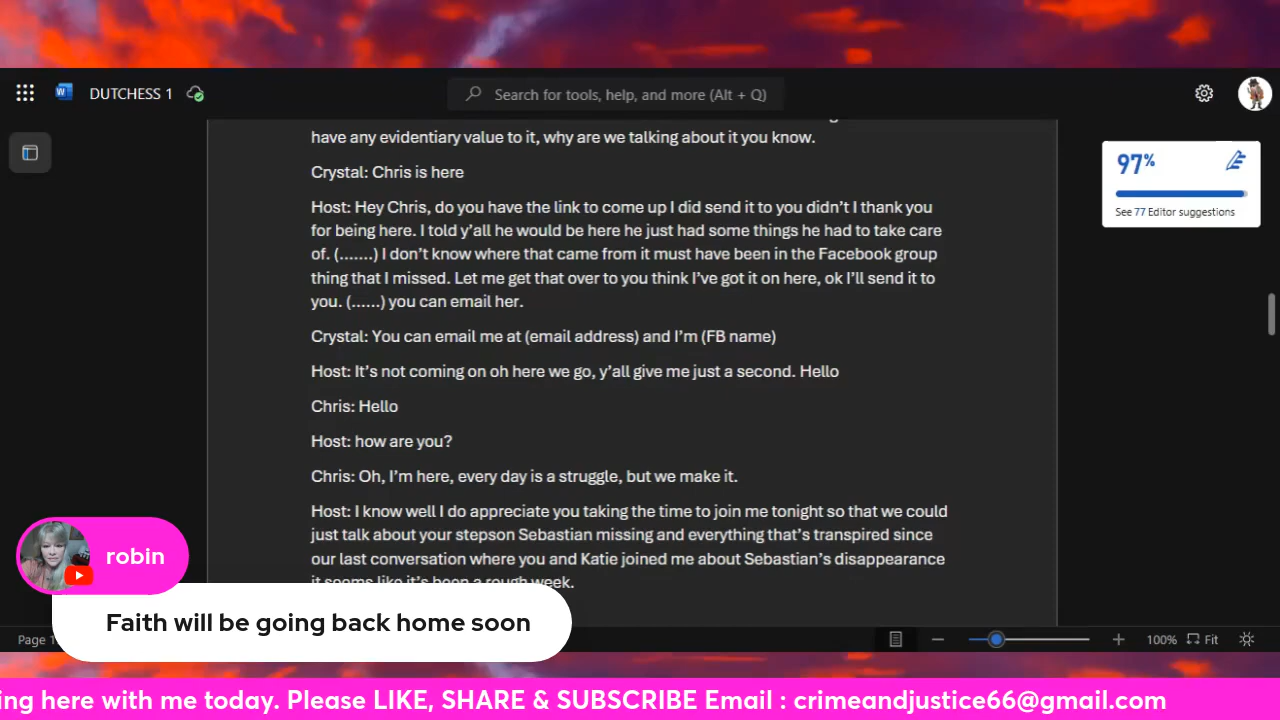 DUTCHESS 1
Search for tools, help, and more (Alt + Q)
97%
See 77 Editor suggestions
have any evidentiary value to it, why are we talking about it you know.
Crystal: Chris is here
Host: Hey Chris, do you have the link to come up I did send it to you didn’t I thank you
for being here. I told y’all he would be here he just had some things he had to take care
of. (.......) I don’t know where that came from it must have been in the Facebook group
thing that I missed. Let me get that over to you think I’ve got it on here, ok I’ll send it to
you. (......) you can email her.
Crystal: You can email me at (email address) and I’m (FB name)
Host: It’s not coming on oh here we go, y’all give me just a second. Hello
Chris: Hello
Host: how are you?
Chris: Oh, I’m here, every day is a struggle, but we make it.
Host: I know well I do appreciate you taking the time to join me tonight so that we could
just talk about your stepson Sebastian missing and everything that’s transpired since
our last conversation where you and Katie joined me about Sebastian’s disappearance
it seems like it’s been a rough week.
robin
Faith will be going back home soon
Page 1
100%
Fit
ing here with me today. Please LIKE, SHARE & SUBSCRIBE Email : crimeandjustice66@gmail.com